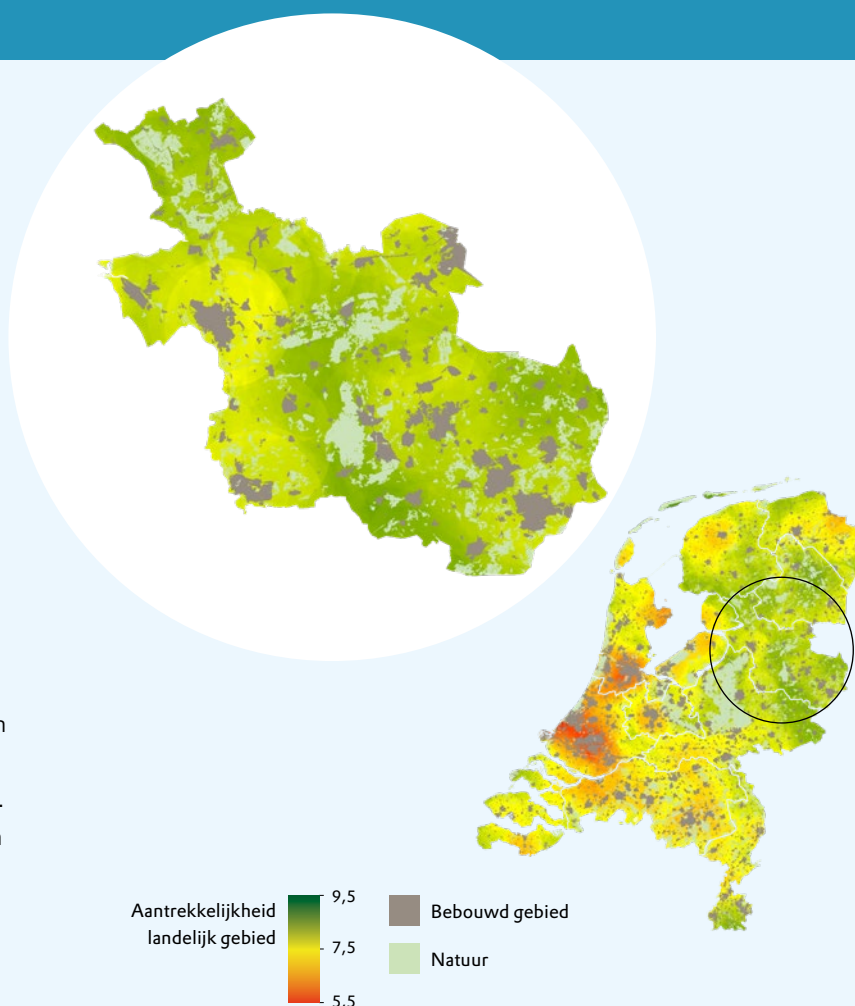 n
.
n
Aantrekkelijkheid
landelijk gebied
9,5
7,5
5,5
Bebouwd gebied
Natuur